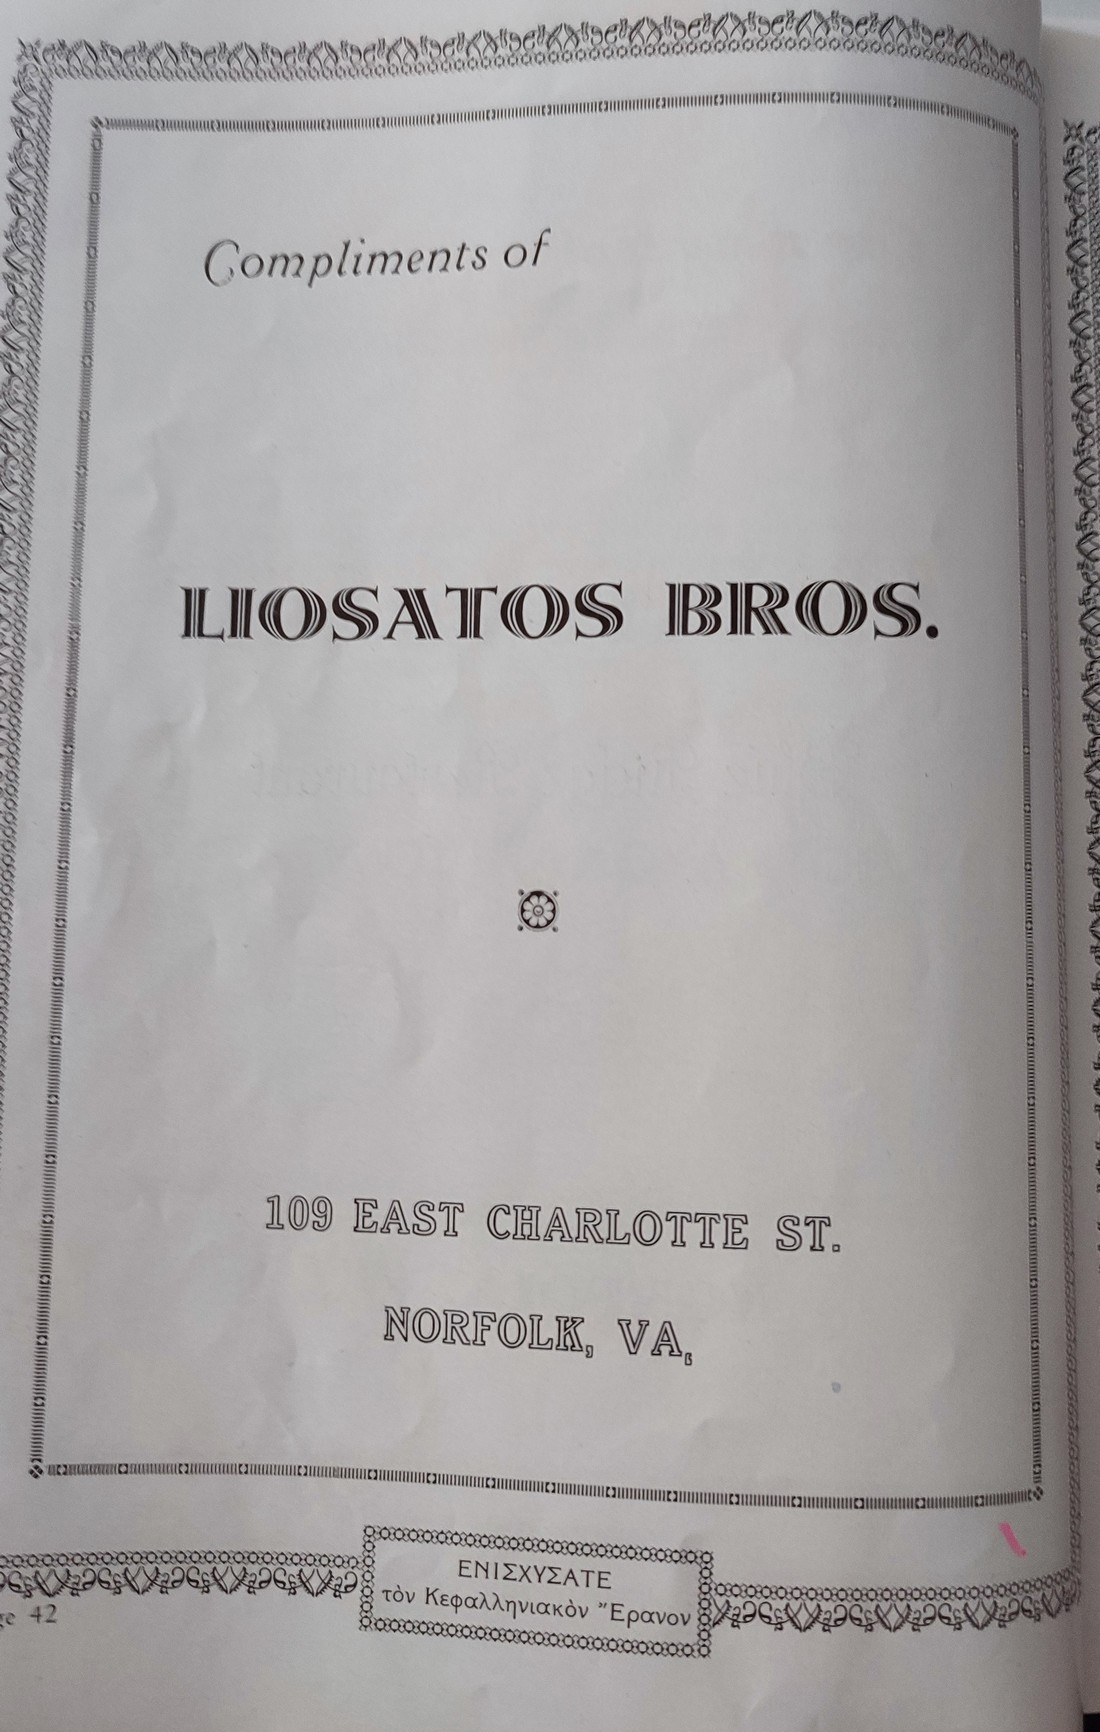 Compliments of
LIOSATOS BROS.
109 EAST CHARLOTTE ST.
NORFOLK, VA,
ΕΝΙΣΧΥΣΑΤΕ
τὸν Κεφαλληνιακὸν Ἔρανον
42